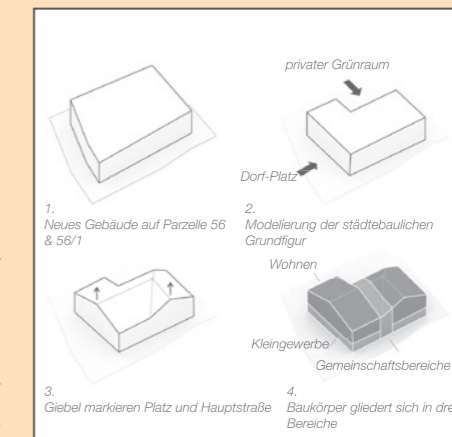 privater Grünraum
Dorf-Platz
1.
Neues Gebäude auf Parzelle 56
& 56/1
2.
Modelierung der städtebaulichen
Grundfigur
Wohnen
Kleingewerbe
Gemeinschaftsbereiche
3.
Giebel markieren Platz und Hauptstraße
4.
Baukörper gliedert sich in drei
Bereiche